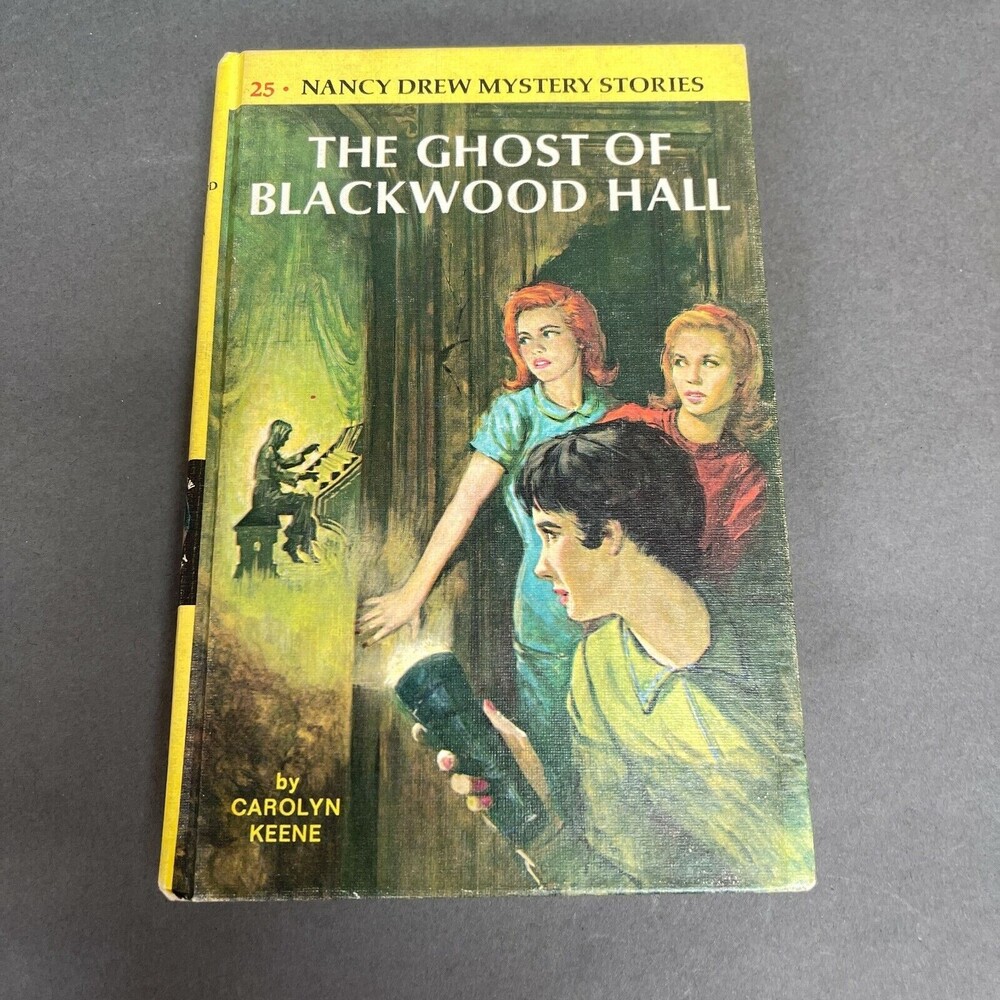 25 • NANCY DREW MYSTERY STORIES
THE GHOST OF
BLACKWOOD HALL
D
by
CAROLYN
KEENE